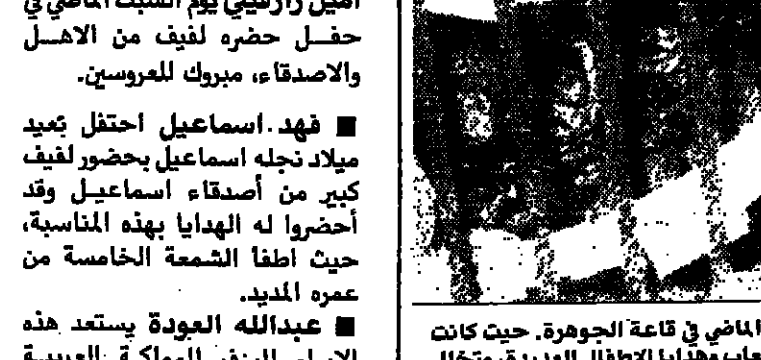 يوم السبت الماضي في
حفل حضره لفيف من الاهل
والاصدقاء، مبروك للعروسين.
■ فهد اسماعيل احتفل بعيد
ميلاد نجله اسماعيل بحضور لفيف
كبير من أصدقاء اسماعيل وقد
أحضروا له الهدايا بهذه المناسبة،
حيث اطفأ الشمعة الخامسة من
عمره المديد.
■ عبدالله العودة يستعد هذه
الماضي في قاعة الجوهرة. حيث كانت